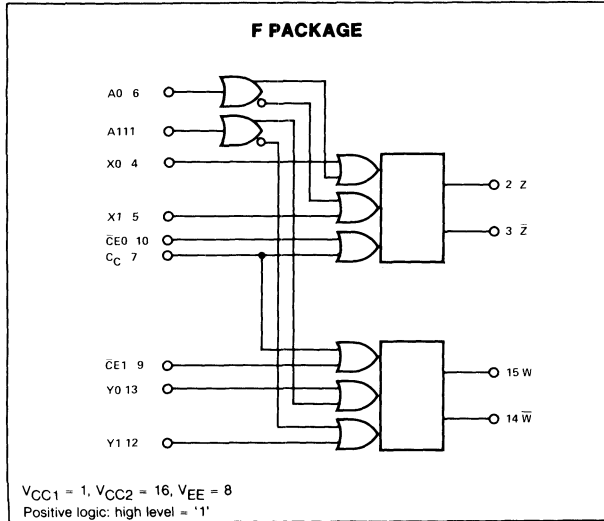 F PACKAGE
A0 6
A111
X0 4
X1 5
C̄E0 10
CC 7
2 Z
3 Z̄
C̄E1 9
Y0 13
Y1 12
15 W
14 W̄
VCC1 = 1, VCC2 = 16, VEE = 8
Positive logic: high level = '1'